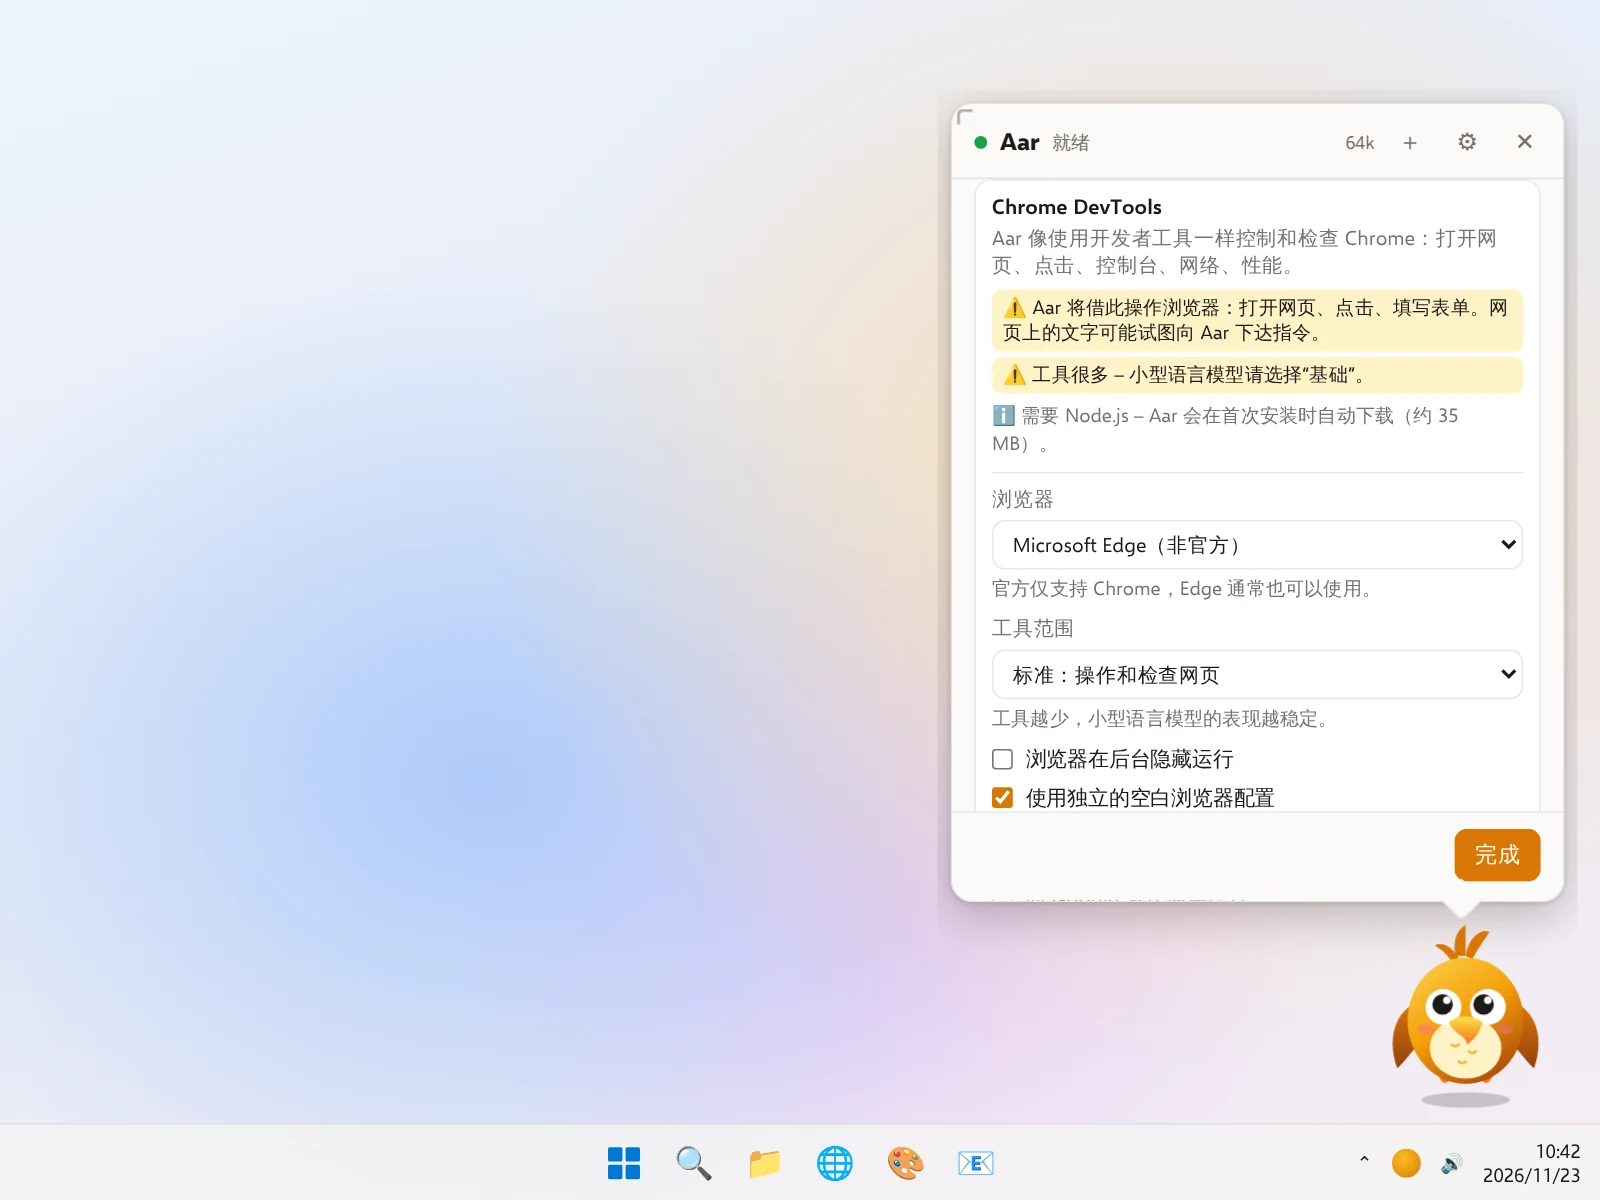 Aar 就绪 64k
Chrome DevTools
Aar 像使用开发者工具一样控制和检查 Chrome：打开网
页、点击、控制台、网络、性能。
⚠️ Aar 将借此操作浏览器：打开网页、点击、填写表单。网
页上的文字可能试图向 Aar 下达指令。
⚠️ 工具很多 – 小型语言模型请选择“基础”。
ℹ️ 需要 Node.js – Aar 会在首次安装时自动下载（约 35
MB）。
浏览器
Microsoft Edge（非官方）
官方仅支持 Chrome，Edge 通常也可以使用。
工具范围
标准：操作和检查网页
工具越少，小型语言模型的表现越稳定。
浏览器在后台隐藏运行
使用独立的空白浏览器配置
完成
10:42
2026/11/23